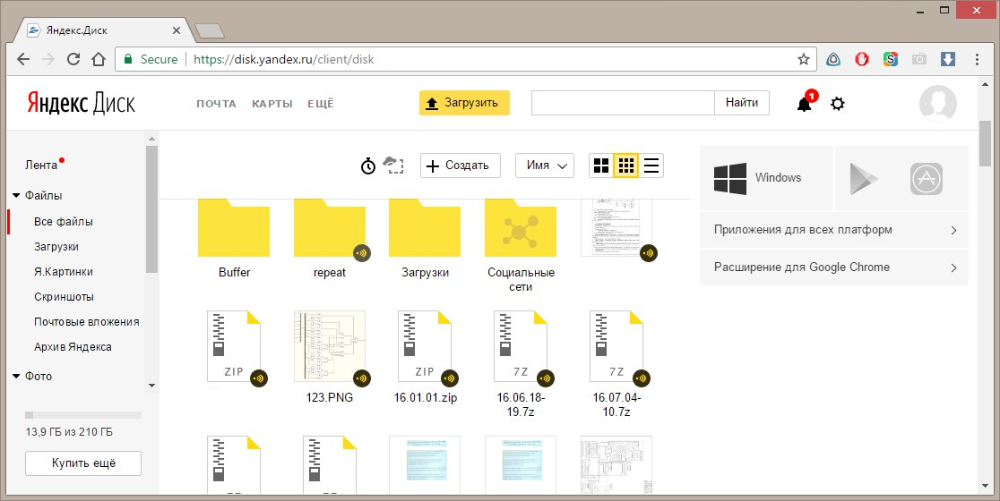 Яндекс.Диск
Secure
https://disk.yandex.ru/client/disk
Яндекс Диск
ПОЧТА
КАРТЫ
ЕЩЁ
Загрузить
Найти
1
Лента
Файлы
Все файлы
Загрузки
Я.Картинки
Скриншоты
Почтовые вложения
Архив Яндекса
Фото
13,9 ГБ из 210 ГБ
Купить ещё
Создать
Имя
Buffer
repeat
Загрузки
Социальные
сети
ZIP
123.PNG
ZIP
16.01.01.zip
7Z
16.06.18-
19.7z
7Z
16.07.04-
10.7z
Windows
Приложения для всех платформ
Расширение для Google Chrome